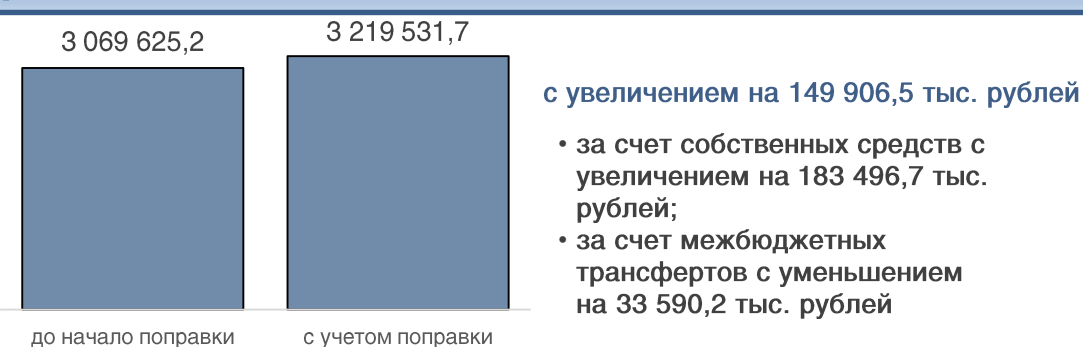 3 069 625,2
3 219 531,7
до начало поправки
с учетом поправки
с увеличением на 149 906,5 тыс. рублей
• за счет собственных средств с
увеличением на 183 496,7 тыс.
рублей;
• за счет межбюджетных
трансфертов с уменьшением
на 33 590,2 тыс. рублей